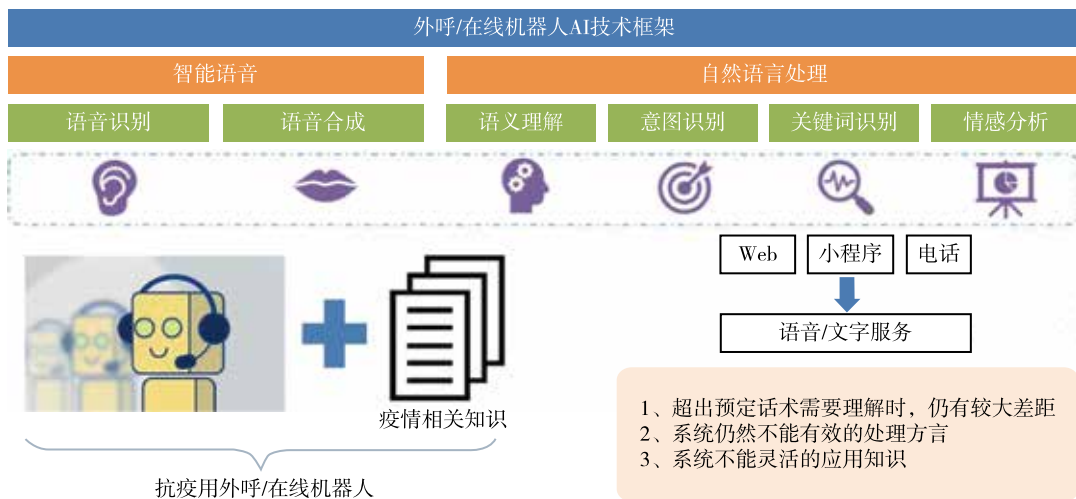 外呼/在线机器人AI技术框架
智能语音
自然语言处理
语音识别
语音合成
语义理解
意图识别
关键词识别
情感分析
Web
小程序
电话
语音/文字服务
疫情相关知识
抗疫用外呼/在线机器人
1、超出预定话术需要理解时，仍有较大差距
2、系统仍然不能有效的处理方言
3、系统不能灵活的应用知识